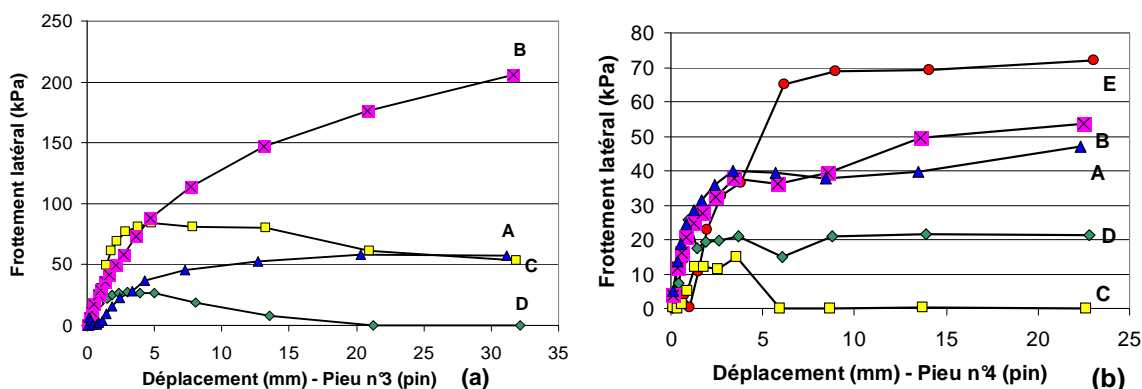 Frottement latéral (kPa)
250
200
150
100
50
0
0 5 10 15 20 25 30 35
B
A
C
D
Déplacement (mm) - Pieu n°3 (pin) (a)
Frottement latéral (kPa)
80
70
60
50
40
30
20
10
0
0 5 10 15 20 25
E
B
A
D
C
Déplacement (mm) - Pieu n°4 (pin) (b)